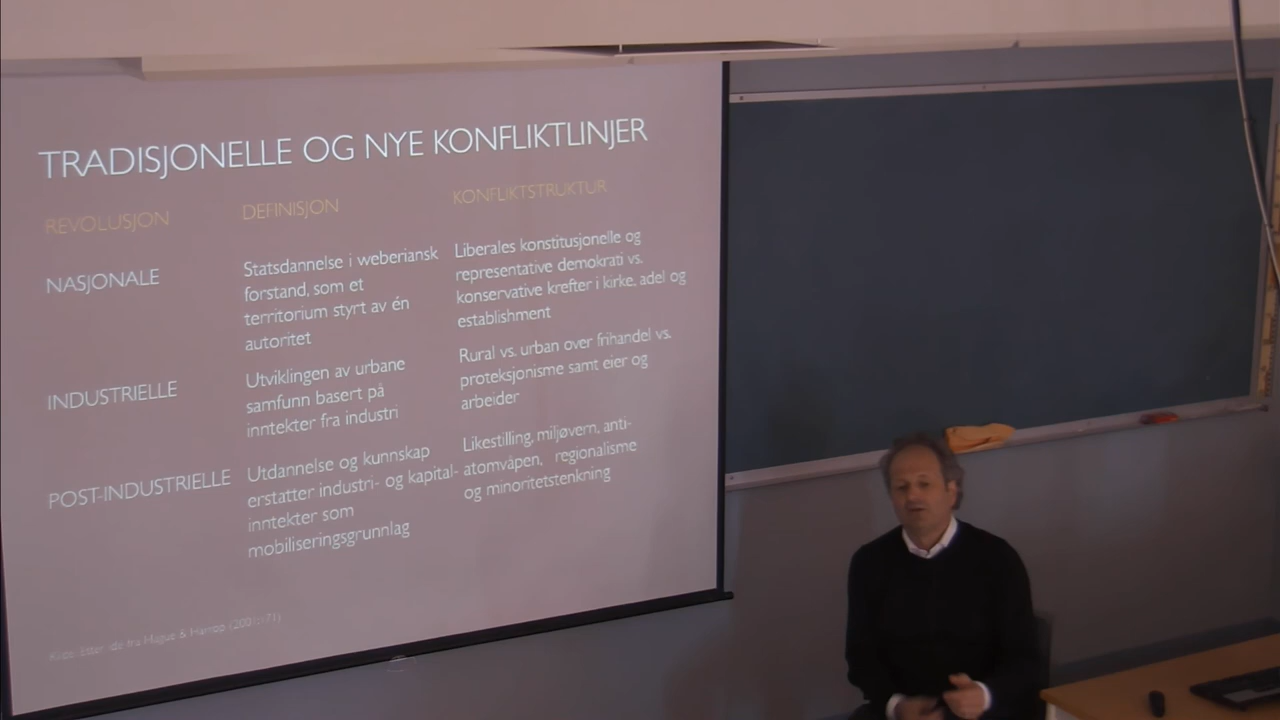 TRADISJONELLE OG NYE KONFLIKTLINJER
REVOLUSJON
DEFINISJON
KONFLIKTSTRUKTUR
NASJONALE
Statsdannelse i weberiansk
forstand, som et
territorium styrt av én
autoritet
Liberales konstitusjonelle og
representative demokrati vs.
konservative krefter i kirke, adel og
establishment
INDUSTRIELLE
Utviklingen av urbane
samfunn basert på
inntekter fra industri
Rural vs. urban over frihandel vs.
proteksjonisme samt eier og
arbeider
POST-INDUSTRIELLE
Utdannelse og kunnskap
erstatter industri- og kapital-
inntekter som
mobiliseringsgrunnlag
Likestilling, miljøvern, anti-
atomvåpen, regionalisme
og minoritetstenkning
fra Hague & Harrop